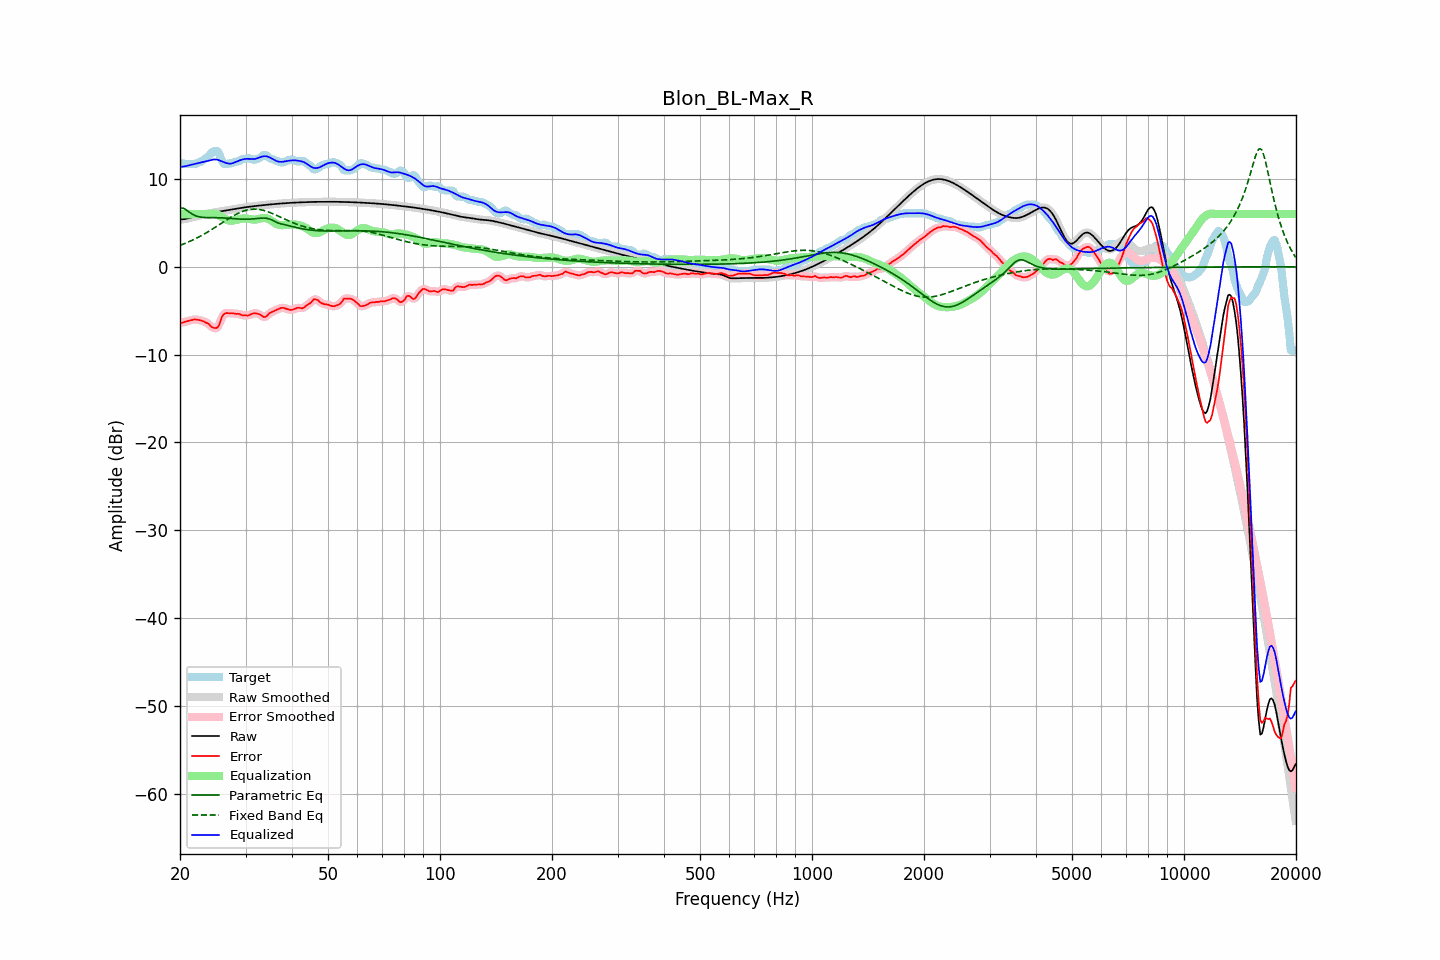 Blon_BL-Max_R
10
0
−10
−20
−30
−40
−50
−60
Amplitude (dBr)
Target
Raw Smoothed
Error Smoothed
Raw
Error
Equalization
Parametric Eq
Fixed Band Eq
Equalized
20
50
100
200
500
1000
2000
5000
10000
20000
Frequency (Hz)